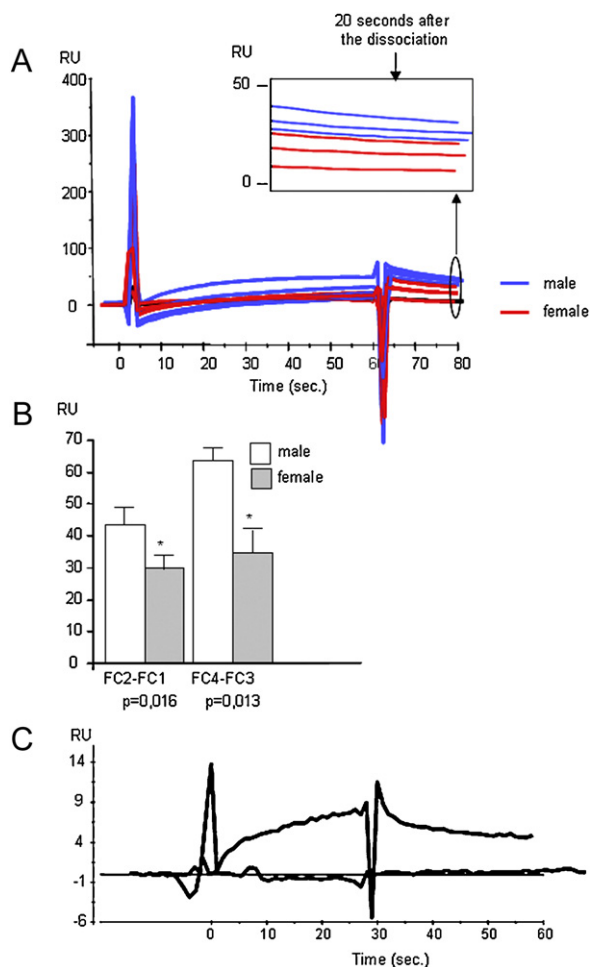 20 seconds after
the dissociation
A
RU
RU
400
300
200
100
0
50
0
0 10 20 30 40 50 60 70 80
Time (sec.)
male
female
B
RU
70
60
50
40
30
20
10
0
male
female
*
*
FC2-FC1 FC4-FC3
p=0,016 p=0,013
C
RU
14
9
4
-1
-6
0 10 20 30 40 50 60
Time (sec.)